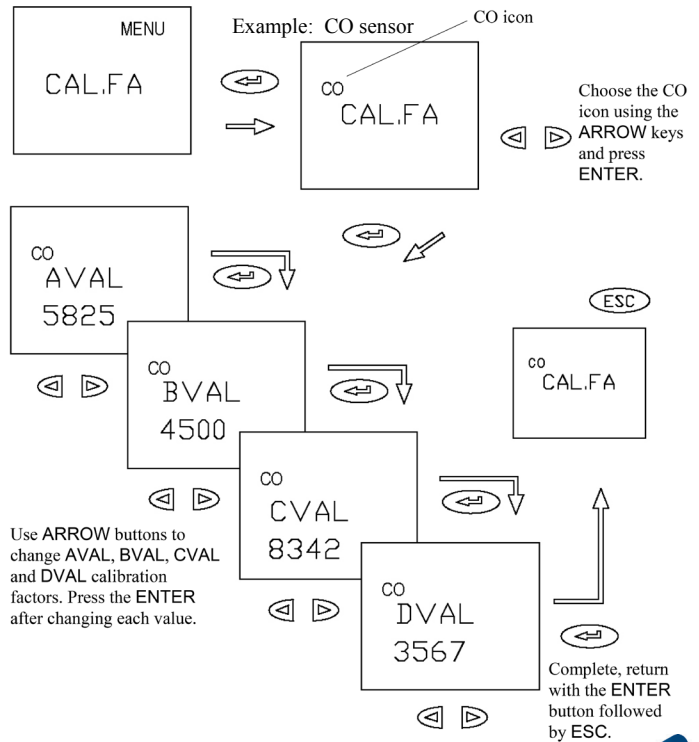 MENU
CAL.FA
Example: CO sensor
CO icon
CO
CAL.FA
Choose the CO
icon using the
ARROW keys
and press
ENTER.
CO
AVAL
5825
CO
BVAL
4500
CO
CVAL
8342
CO
DVAL
3567
ESC
CO
CAL.FA
Use ARROW buttons to
change AVAL, BVAL, CVAL
and DVAL calibration
factors. Press the ENTER
after changing each value.
Complete, return
with the ENTER
button followed
by ESC.